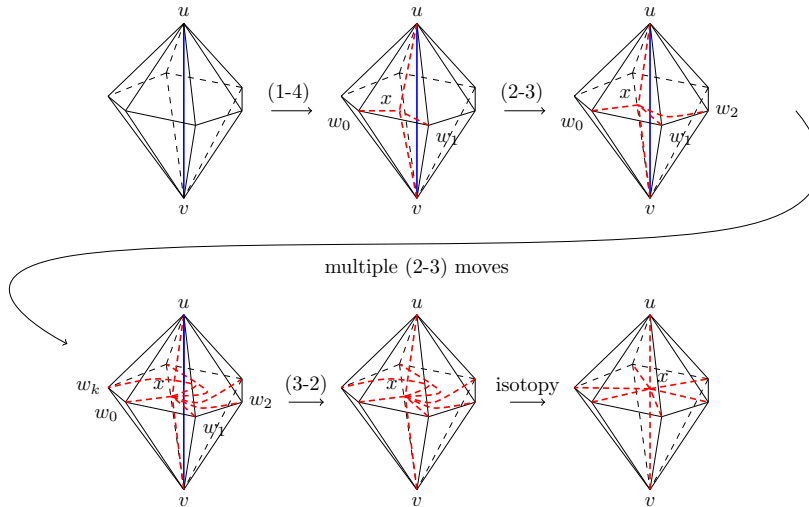 u u u
(1-4) (2-3)
x x
w₀ w₁ w₀ w₁ w₂
v v v
multiple (2-3) moves
u u u
(3-2) isotopy
wₖ x x x
w₀ w₁ w₂
v v v